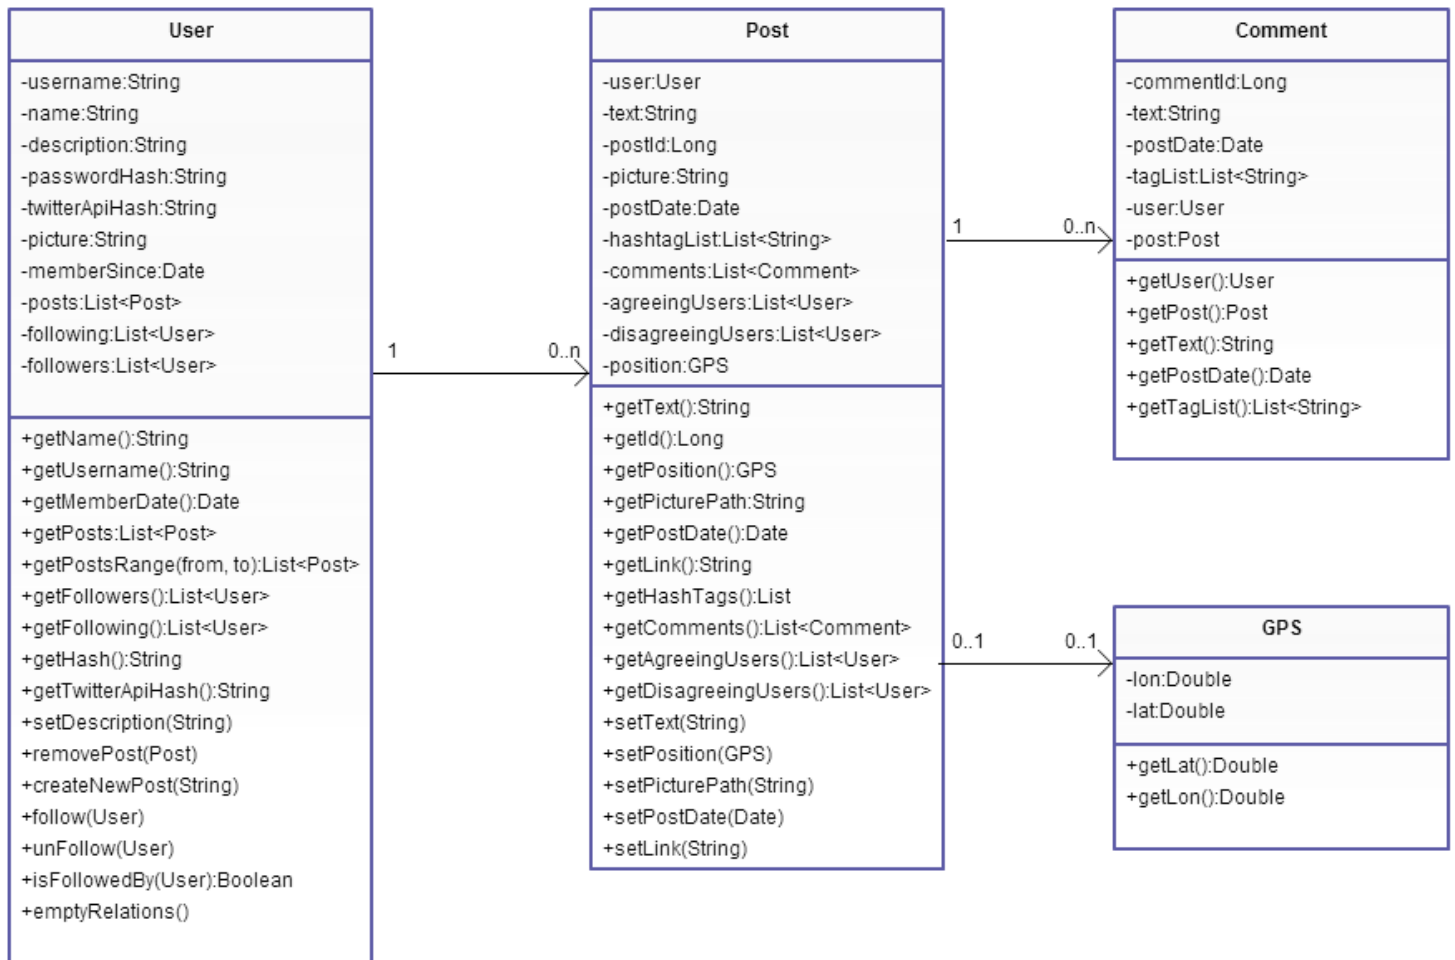 User
-username:String
-name:String
-description:String
-passwordHash:String
-twitterApiHash:String
-picture:String
-memberSince:Date
-posts:List<Post>
-following:List<User>
-followers:List<User>
+getName():String
+getUsername():String
+getMemberDate():Date
+getPosts:List<Post>
+getPostsRange(from, to):List<Post>
+getFollowers():List<User>
+getFollowing():List<User>
+getHash():String
+getTwitterApiHash():String
+setDescription(String)
+removePost(Post)
+createNewPost(String)
+follow(User)
+unFollow(User)
+isFollowedBy(User):Boolean
+emptyRelations()
1
0..n
Post
-user:User
-text:String
-postId:Long
-picture:String
-postDate:Date
-hashtagList:List<String>
-comments:List<Comment>
-agreeingUsers:List<User>
-disagreeingUsers:List<User>
-position:GPS
+getText():String
+getId():Long
+getPosition():GPS
+getPicturePath:String
+getPostDate():Date
+getLink():String
+getHashTags():List
+getComments():List<Comment>
+getAgreeingUsers():List<User>
+getDisagreeingUsers():List<User>
+setText(String)
+setPosition(GPS)
+setPicturePath(String)
+setPostDate(Date)
+setLink(String)
1
0..n
Comment
-commentId:Long
-text:String
-postDate:Date
-tagList:List<String>
-user:User
-post:Post
+getUser():User
+getPost():Post
+getText():String
+getPostDate():Date
+getTagList():List<String>
0..1
0..1
GPS
-lon:Double
-lat:Double
+getLat():Double
+getLon():Double